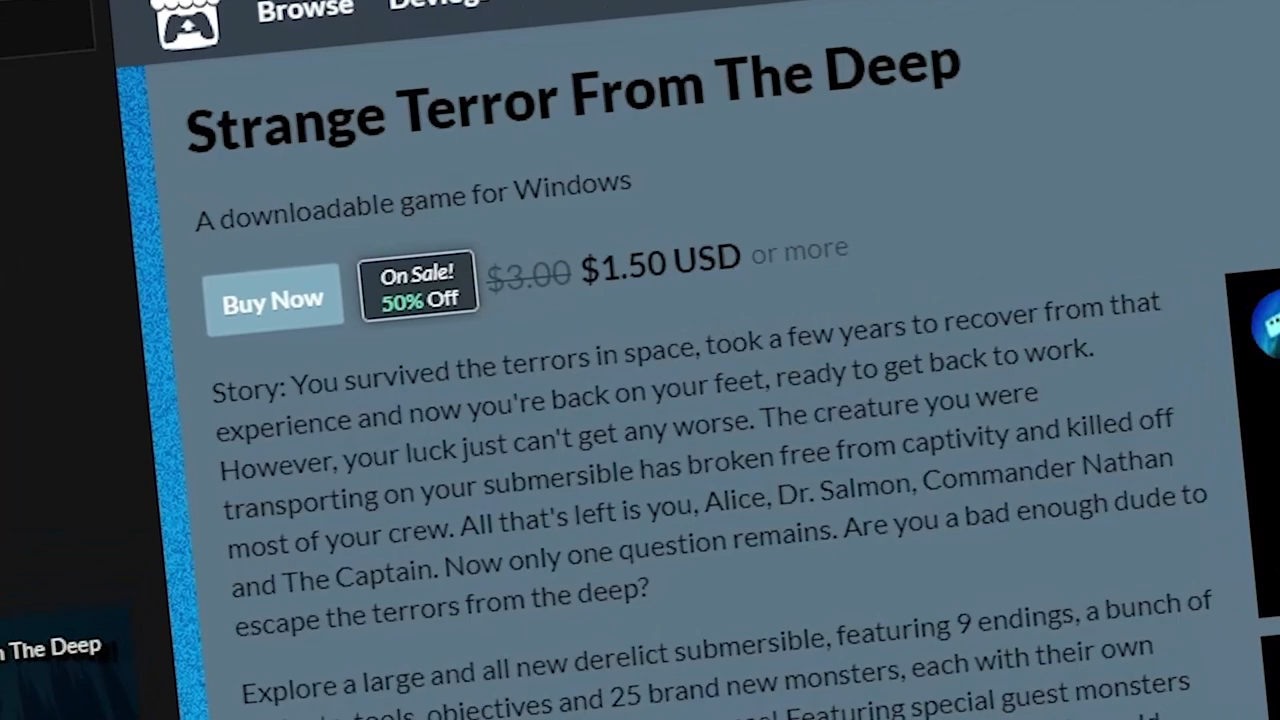 Browse
Strange Terror From The Deep
A downloadable game for Windows
Buy Now
On Sale!
50% Off
$3.00 $1.50 USD or more
Story: You survived the terrors in space, took a few years to recover from that
experience and now you're back on your feet, ready to get back to work.
However, your luck just can't get any worse. The creature you were
transporting on your submersible has broken free from captivity and killed off
most of your crew. All that's left is you, Alice, Dr. Salmon, Commander Nathan
and The Captain. Now only one question remains. Are you a bad enough dude to
escape the terrors from the deep?
Explore a large and all new derelict submersible, featuring 9 endings, a bunch of
tools, objectives and 25 brand new monsters, each with their own
Featuring special guest monsters
The Deep